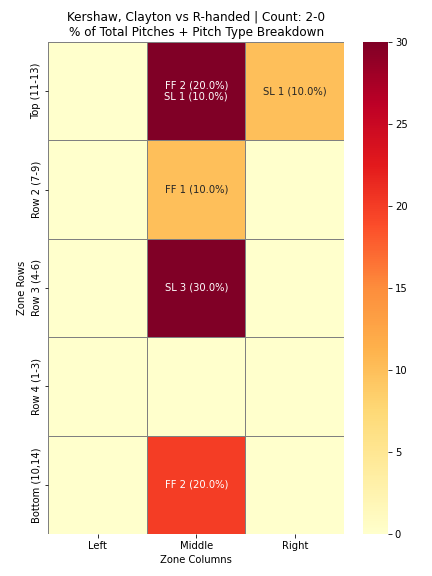 Kershaw, Clayton vs R-handed | Count: 2-0
% of Total Pitches + Pitch Type Breakdown
Zone Rows
Top (11-13)
FF 2 (20.0%)
SL 1 (10.0%)
SL 1 (10.0%)
Row 2 (7-9)
FF 1 (10.0%)
Row 3 (4-6)
SL 3 (30.0%)
Row 4 (1-3)
Bottom (10,14)
FF 2 (20.0%)
Left
Middle
Right
Zone Columns
30
25
20
15
10
5
0